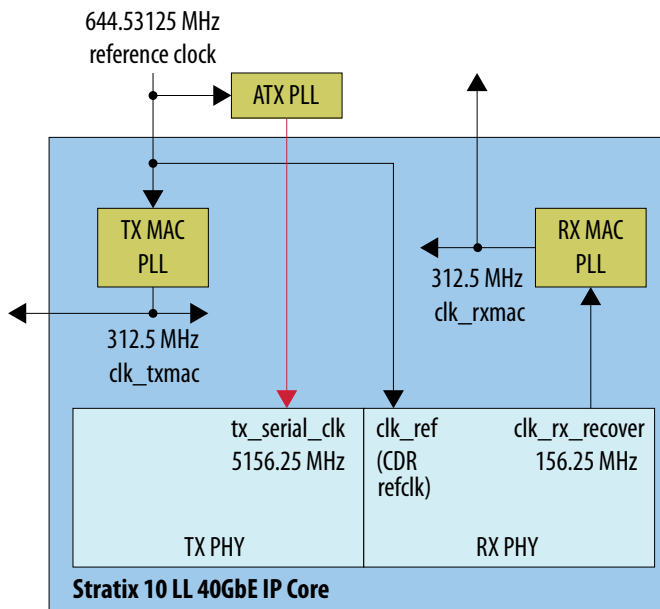 644.53125 MHz
reference clock
ATX PLL
TX MAC
PLL
RX MAC
PLL
312.5 MHz
clk_rxmac
312.5 MHz
clk_txmac
tx_serial_clk
5156.25 MHz
clk_ref
(CDR
refclk)
clk_rx_recover
156.25 MHz
TX PHY
RX PHY
Stratix 10 LL 40GbE IP Core